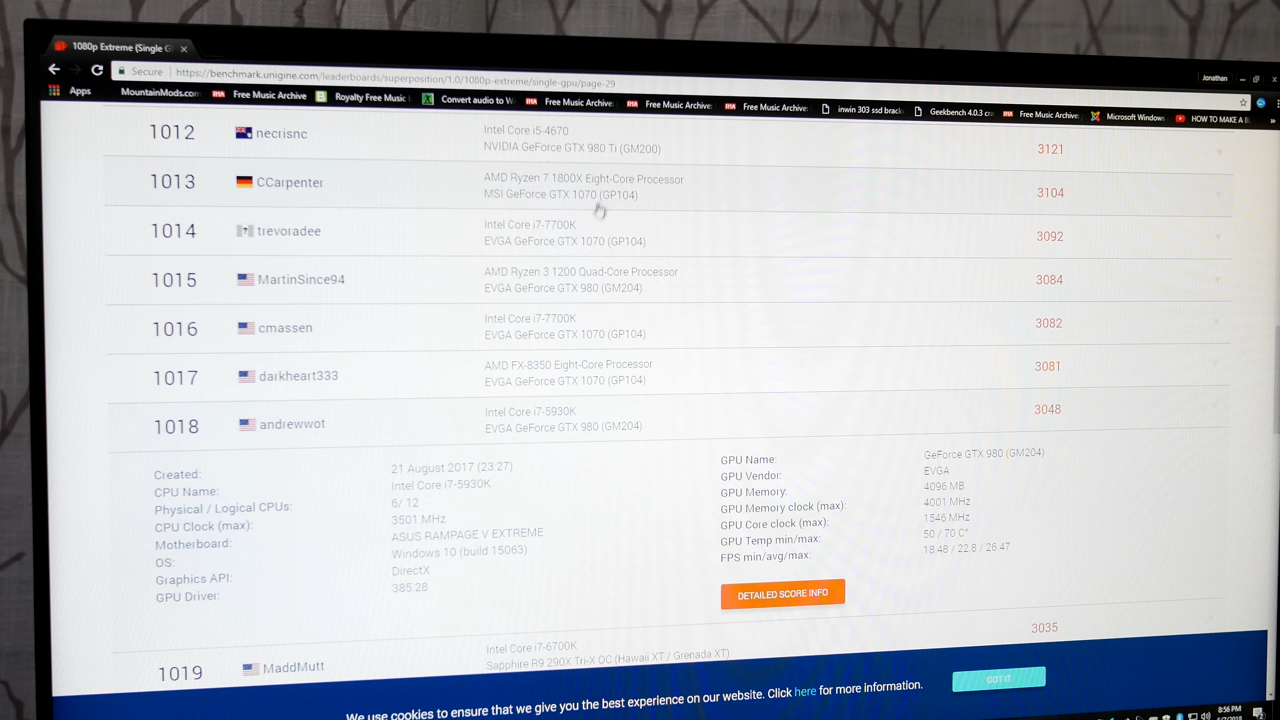 1080p Extreme (Single G
Jonathan
Secure https://benchmark.unigine.com/leaderboards/superposition/1.0/1080p-extreme/single-gpu/page-29
Apps MountainMods.com Free Music Archive Royalty Free Music Convert audio to W Free Music Archive Free Music Archive Free Music Archive inwin 303 ssd brack Geekbench 4.0.3 cra Free Music Archive Microsoft Windows HOW TO MAKE A B
1012 necrisnc Intel Core i5-4670 3121
NVIDIA GeForce GTX 980 Ti (GM200)
1013 CCarpenter AMD Ryzen 7 1800X Eight-Core Processor 3104
MSI GeForce GTX 1070 (GP104)
1014 trevoradee Intel Core i7-7700K 3092
EVGA GeForce GTX 1070 (GP104)
1015 MartinSince94 AMD Ryzen 3 1200 Quad-Core Processor 3084
EVGA GeForce GTX 980 (GM204)
1016 cmassen Intel Core i7-7700K 3082
EVGA GeForce GTX 1070 (GP104)
1017 darkheart333 AMD FX-8350 Eight-Core Processor 3081
EVGA GeForce GTX 1070 (GP104)
1018 andrewwot Intel Core i7-5930K 3048
EVGA GeForce GTX 980 (GM204)
Created: 21 August 2017 (23:27)
CPU Name: Intel Core i7-5930K
Physical / Logical CPUs: 6/ 12
CPU Clock (max): 3501 MHz
Motherboard: ASUS RAMPAGE V EXTREME
OS: Windows 10 (build 15063)
Graphics API: DirectX
GPU Driver: 385.28
GPU Name: GeForce GTX 980 (GM204)
GPU Vendor: EVGA
GPU Memory: 4096 MB
GPU Memory clock (max): 4001 MHz
GPU Core clock (max): 1546 MHz
GPU Temp min/max: 50 / 70 C°
FPS min/avg/max: 18.48 / 22.8 / 26.47
DETAILED SCORE INFO
1019 MaddMutt Intel Core i7-6700K 3035
Sapphire R9 290X Tri-X OC (Hawaii XT / Grenada XT)
We use cookies to ensure that we give you the best experience on our website. Click here for more information. GOT IT
8:56 PM